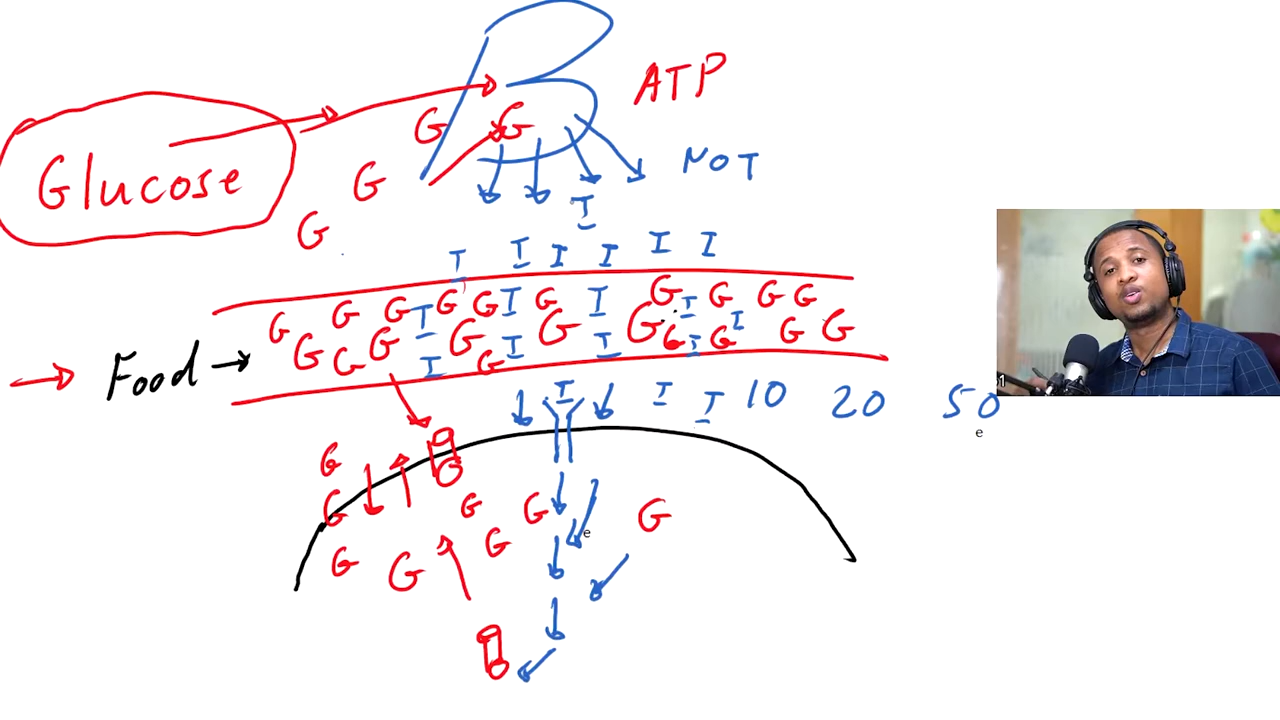 ATP
G G
Glucose
G
NOT
G
I
I I I I I I
G G G G I G I G I G G G
G G G G I G G I G G I G G I G G
I I I
Food
I I I 10 20 50
e
G
G
G G G G
G G G
e